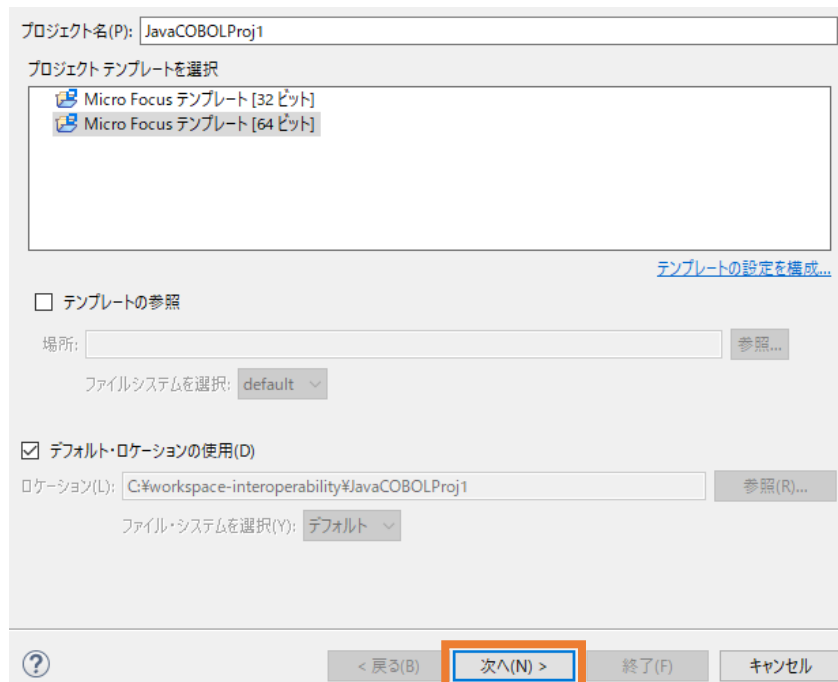 プロジェクト名(P): JavaCOBOLProj1
プロジェクト テンプレートを選択
Micro Focus テンプレート [32 ビット]
Micro Focus テンプレート [64 ビット]
テンプレートの設定を構成...
テンプレートの参照
場所: 参照...
ファイルシステムを選択: default
デフォルト・ロケーションの使用(D)
ロケーション(L): C:¥workspace-interoperability¥JavaCOBOLProj1 参照(R)...
ファイル・システムを選択(Y): デフォルト
? < 戻る(B) 次へ(N) > 終了(F) キャンセル